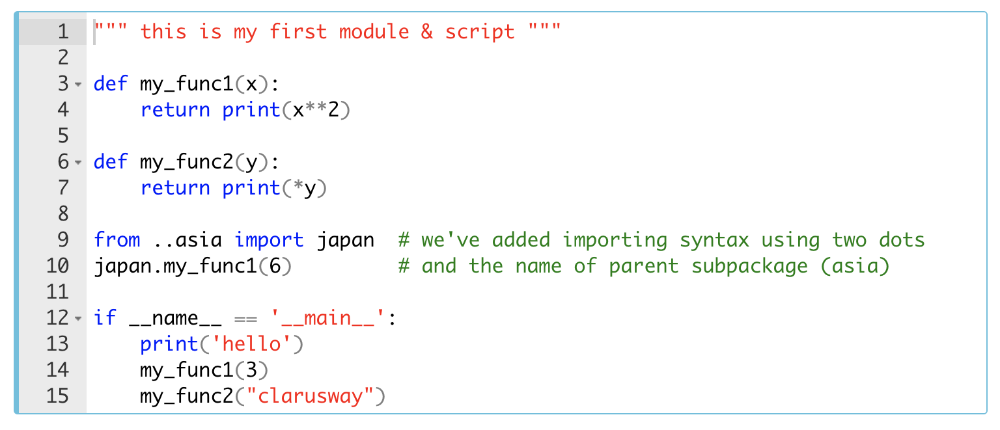 1 """ this is my first module & script """
2
3 def my_func1(x):
4     return print(x**2)
5
6 def my_func2(y):
7     return print(*y)
8
9 from ..asia import japan  # we've added importing syntax using two dots
10 japan.my_func1(6)         # and the name of parent subpackage (asia)
11
12 if __name__ == '__main__':
13     print('hello')
14     my_func1(3)
15     my_func2("clarusway")